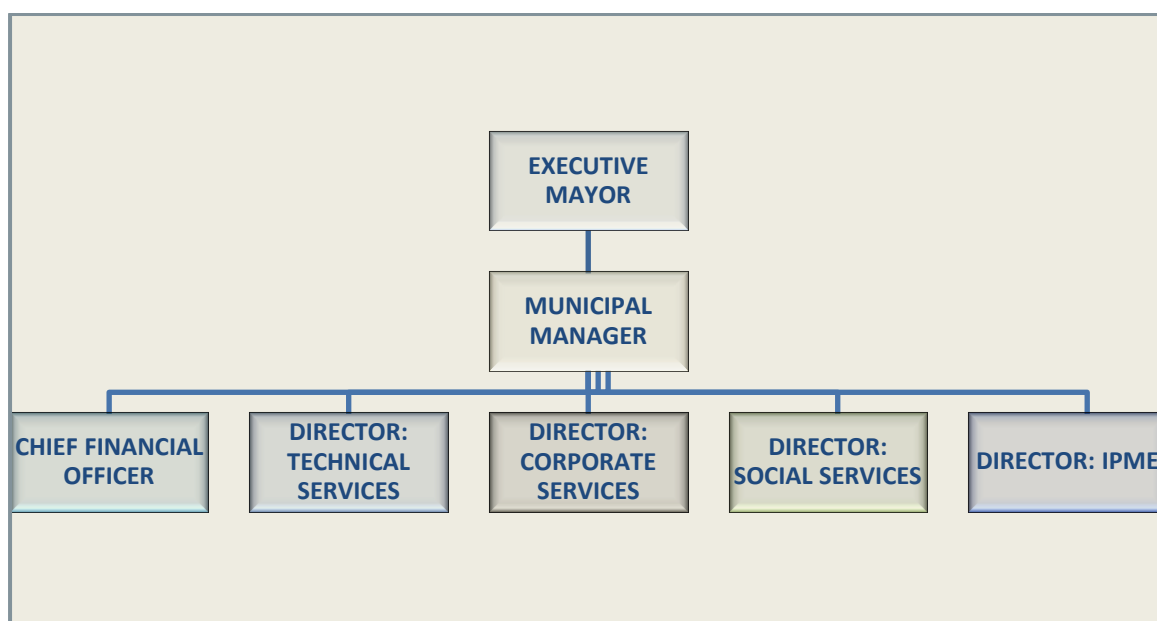 EXECUTIVE
MAYOR
MUNICIPAL
MANAGER
CHIEF FINANCIAL
OFFICER
DIRECTOR:
TECHNICAL
SERVICES
DIRECTOR:
CORPORATE
SERVICES
DIRECTOR:
SOCIAL SERVICES
DIRECTOR: IPME